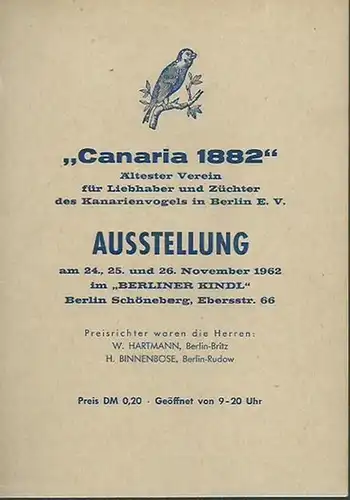 „Canaria 1882“
Ältester Verein
für Liebhaber und Züchter
des Kanarienvogels in Berlin E. V.
AUSSTELLUNG
am 24., 25. und 26. November 1962
im „BERLINER KINDL“
Berlin Schöneberg, Ebersstr. 66
Preisrichter waren die Herren:
W. HARTMANN, Berlin-Britz
H. BINNENBÖSE, Berlin-Rudow
Preis DM 0,20 · Geöffnet von 9-20 Uhr